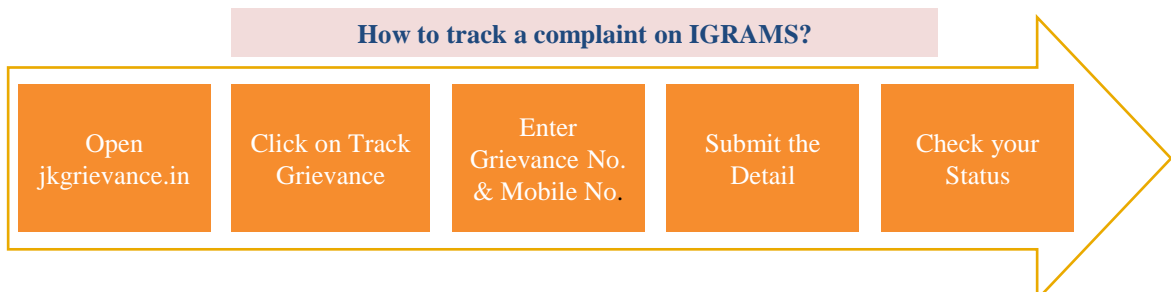 How to track a complaint on IGRAMS?
Open
jkgrievance.in
Click on Track
Grievance
Enter
Grievance No.
& Mobile No.
Submit the
Detail
Check your
Status